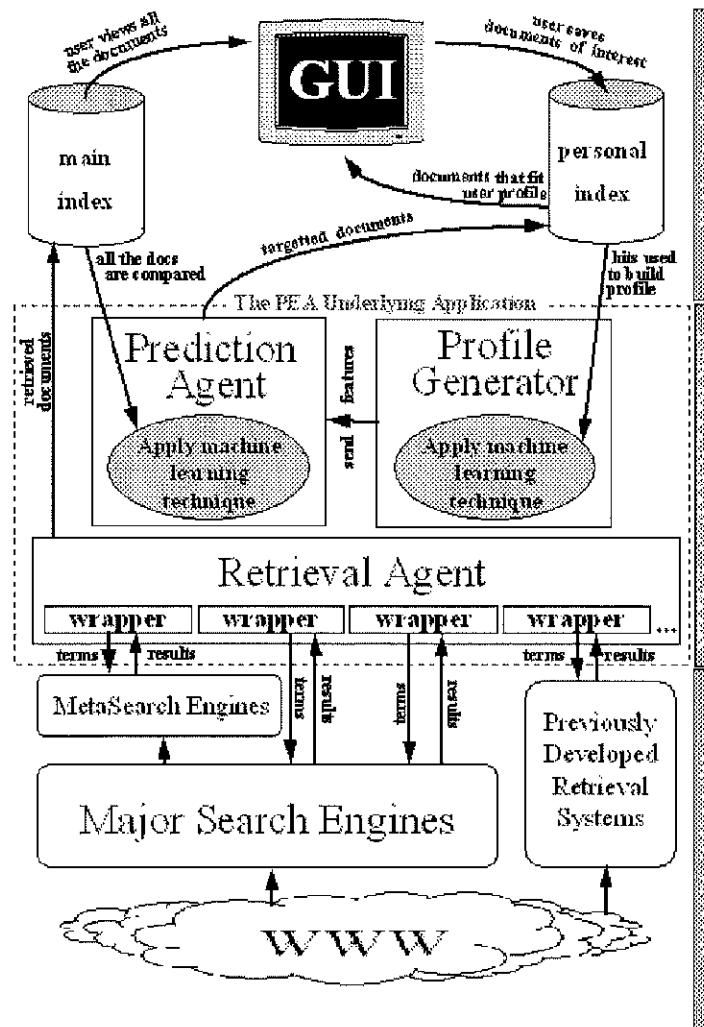 user views all
the documents
GUI
user saves
documents of interest
main
index
personal
index
documents that fit
user profile
targetted documents
all the docs
are compared
hits used
to build
profile
The PEA Underlying Application
retrieved
documents
Prediction
Agent
Apply machine
learning
technique
send features
Profile
Generator
Apply machine
learning
technique
Retrieval Agent
wrapper
wrapper
wrapper
wrapper
...
terms
results
terms
results
terms
results
terms
results
MetaSearch Engines
Previously
Developed
Retrieval
Systems
Major Search Engines
WWW